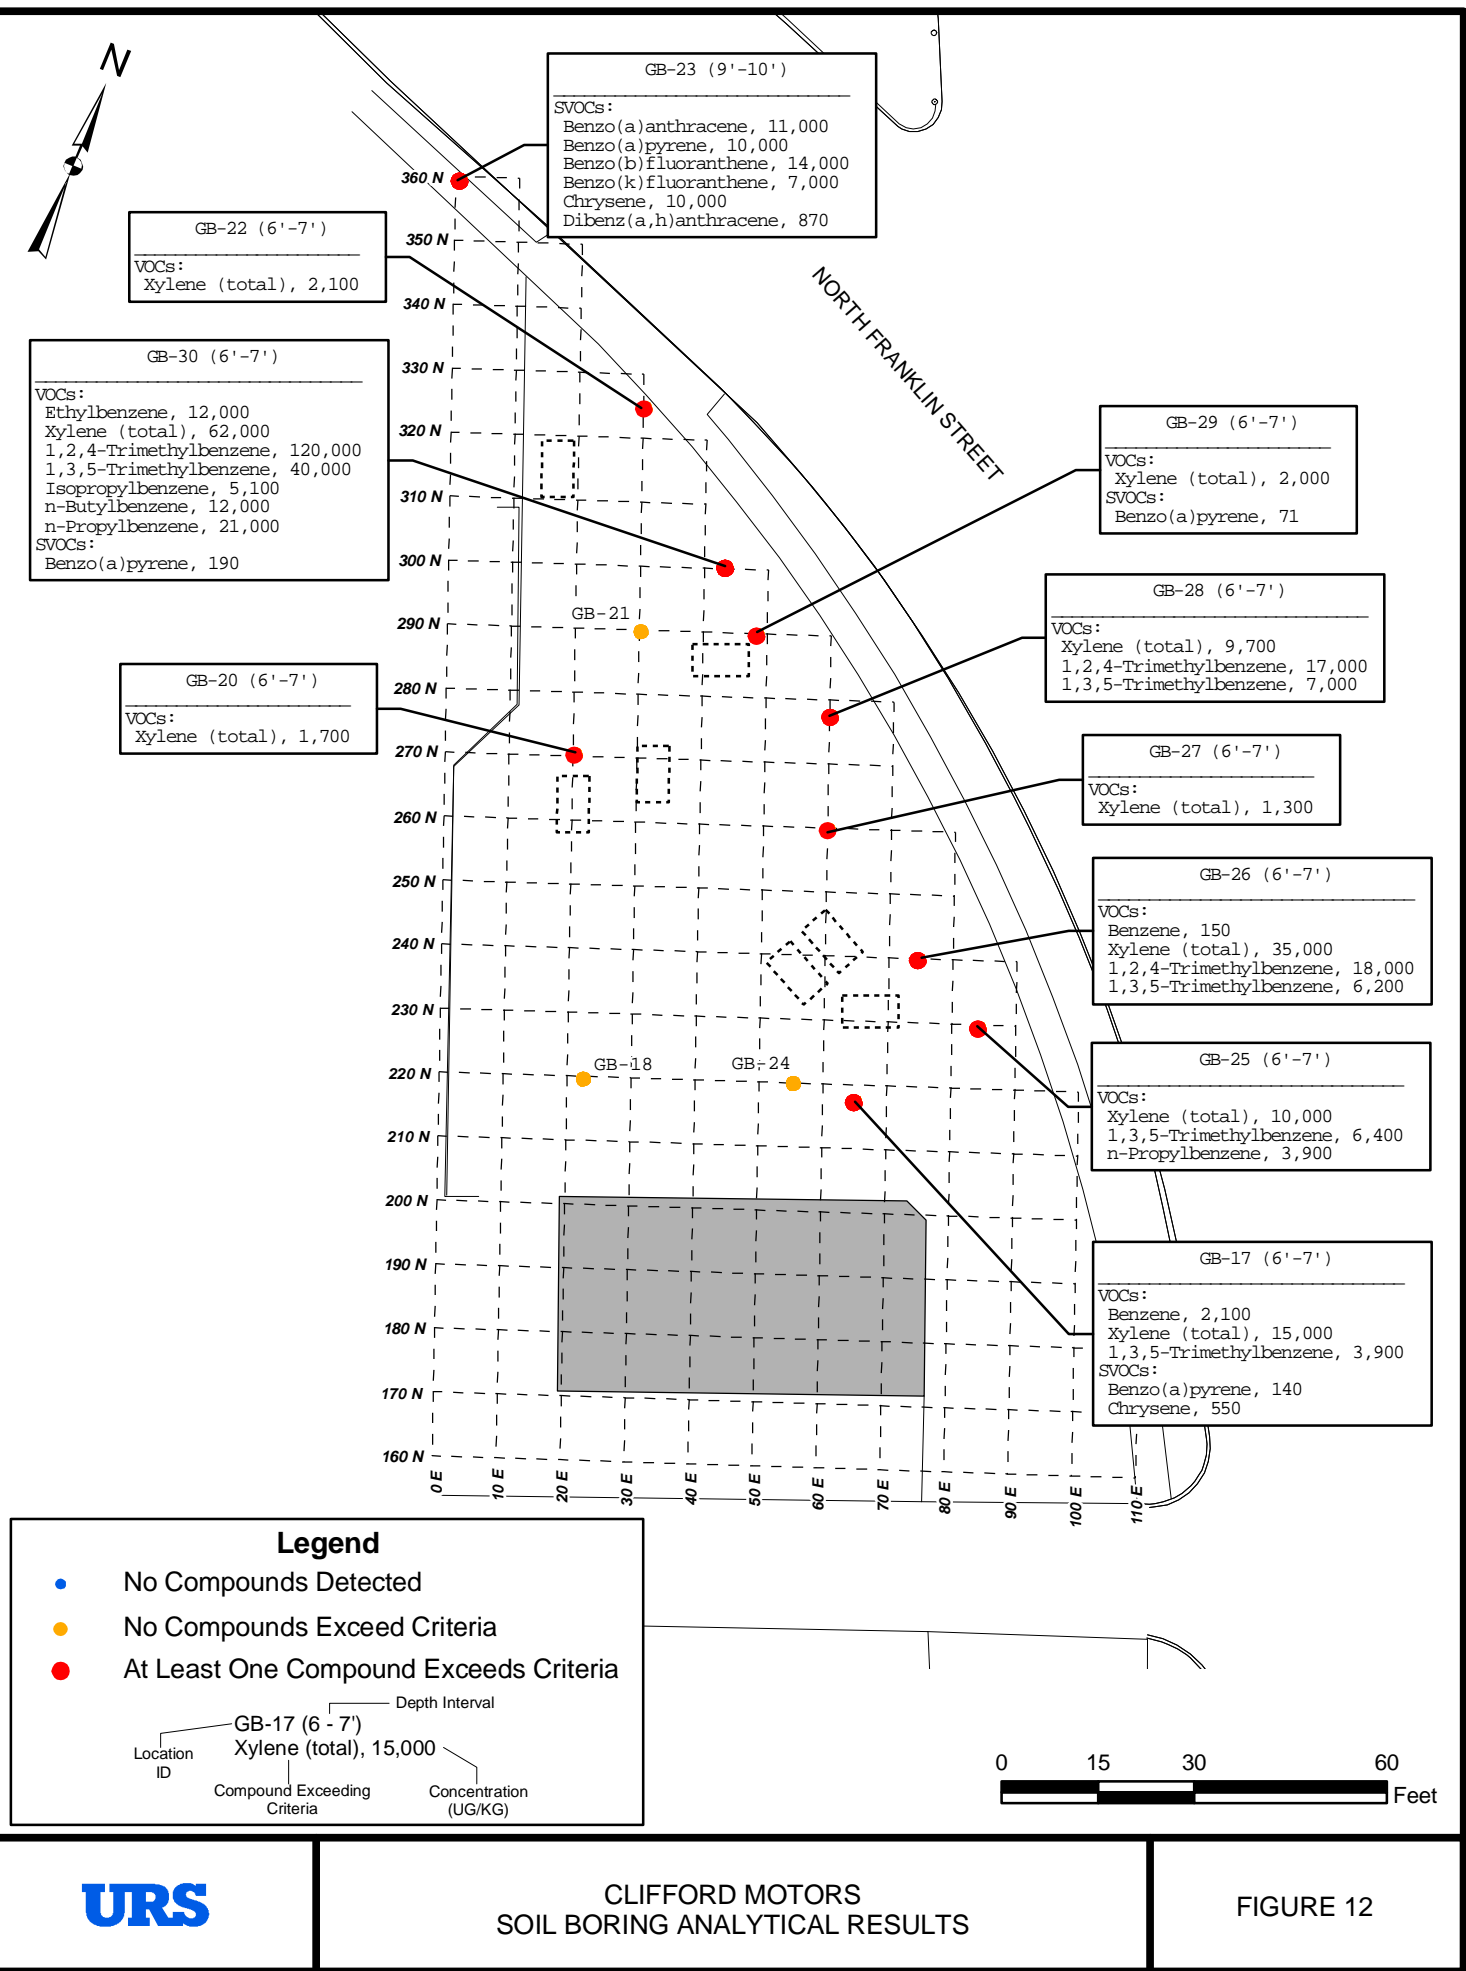 N
GB-23 (9'-10')
SVOCs:
Benzo(a)anthracene, 11,000
Benzo(a)pyrene, 10,000
Benzo(b)fluoranthene, 14,000
Benzo(k)fluoranthene, 7,000
Chrysene, 10,000
Dibenz(a,h)anthracene, 870
GB-22 (6'-7')
VOCs:
Xylene (total), 2,100
GB-30 (6'-7')
VOCs:
Ethylbenzene, 12,000
Xylene (total), 62,000
1,2,4-Trimethylbenzene, 120,000
1,3,5-Trimethylbenzene, 40,000
Isopropylbenzene, 5,100
n-Butylbenzene, 12,000
n-Propylbenzene, 21,000
SVOCs:
Benzo(a)pyrene, 190
GB-20 (6'-7')
VOCs:
Xylene (total), 1,700
NORTH FRANKLIN STREET
GB-29 (6'-7')
VOCs:
Xylene (total), 2,000
SVOCs:
Benzo(a)pyrene, 71
GB-28 (6'-7')
VOCs:
Xylene (total), 9,700
1,2,4-Trimethylbenzene, 17,000
1,3,5-Trimethylbenzene, 7,000
GB-27 (6'-7')
VOCs:
Xylene (total), 1,300
GB-26 (6'-7')
VOCs:
Benzene, 150
Xylene (total), 35,000
1,2,4-Trimethylbenzene, 18,000
1,3,5-Trimethylbenzene, 6,200
GB-25 (6'-7')
VOCs:
Xylene (total), 10,000
1,3,5-Trimethylbenzene, 6,400
n-Propylbenzene, 3,900
GB-17 (6'-7')
VOCs:
Benzene, 2,100
Xylene (total), 15,000
1,3,5-Trimethylbenzene, 3,900
SVOCs:
Benzo(a)pyrene, 140
Chrysene, 550
GB-21
GB-18
GB-24
360 N
350 N
340 N
330 N
320 N
310 N
300 N
290 N
280 N
270 N
260 N
250 N
240 N
230 N
220 N
210 N
200 N
190 N
180 N
170 N
160 N
0 E
10 E
20 E
30 E
40 E
50 E
60 E
70 E
80 E
90 E
100 E
110 E
Legend
No Compounds Detected
No Compounds Exceed Criteria
At Least One Compound Exceeds Criteria
Depth Interval
GB-17 (6 - 7')
Xylene (total), 15,000
Location
ID
Compound Exceeding
Criteria
Concentration
(UG/KG)
0 15 30 60
Feet
URS
CLIFFORD MOTORS
SOIL BORING ANALYTICAL RESULTS
FIGURE 12